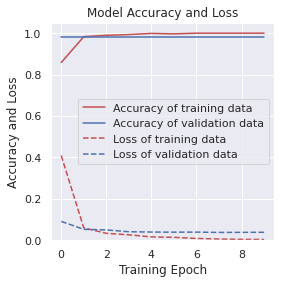 Model Accuracy and Loss
Accuracy and Loss
1.0
0.8
0.6
0.4
0.2
0.0
Accuracy of training data
Accuracy of validation data
Loss of training data
Loss of validation data
0 2 4 6 8
Training Epoch